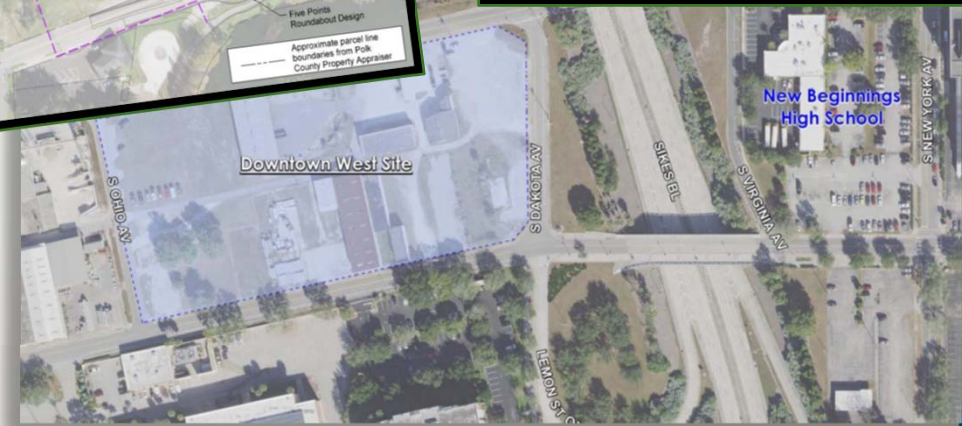 Five Points
Roundabout Design
Approximate parcel line
boundaries from Polk
County Property Appraiser
Downtown West Site
S OHIO AV
S DAKOTA AV
SIKES BL
S VIRGINIA AV
New Beginnings
High School
S NEW YORK AV
LEMON ST